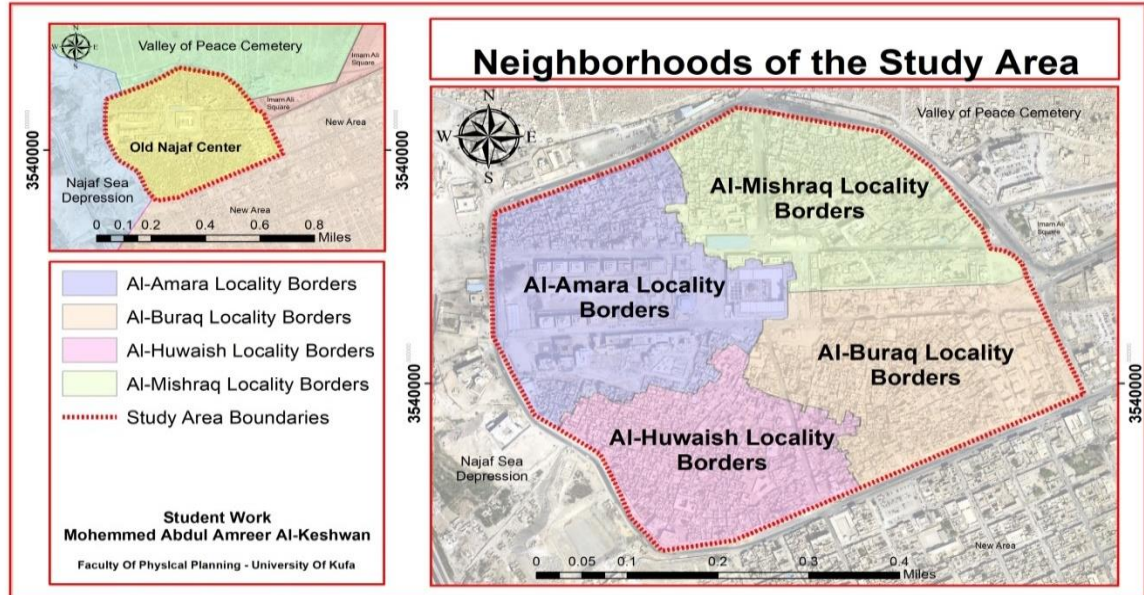 N
W E
S
Valley of Peace Cemetery
Imam Ali
Square
Imam Ali
Square
New Area
Old Najaf Center
Najaf Sea
Depression
New Area
0 0.1 0.2 0.4 0.6 0.8
Miles
3540000
3540000
Al-Amara Locality Borders
Al-Buraq Locality Borders
Al-Huwaish Locality Borders
Al-Mishraq Locality Borders
Study Area Boundaries
Student Work
Mohemmed Abdul Amreer Al-Keshwan
Faculty Of Physical Planning - University Of Kufa
Neighborhoods of the Study Area
N
W E
S
Valley of Peace Cemetery
Al-Mishraq Locality
Borders
Imam Ali
Square
Al-Amara Locality
Borders
Al-Buraq Locality
Borders
Al-Huwaish Locality
Borders
Najaf Sea
Depression
New Area
0 0.05 0.1 0.2 0.3 0.4
Miles
3540000
3540000